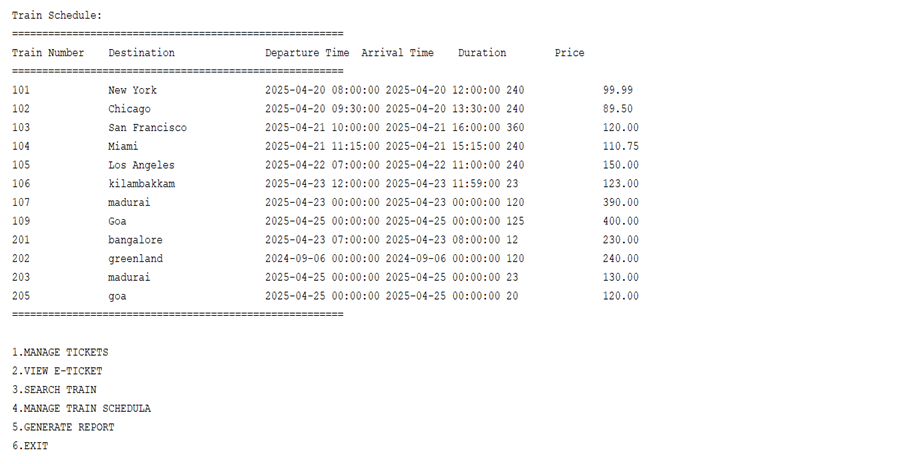 Train Schedule:
=======================================================
Train Number    Destination               Departure Time  Arrival Time    Duration        Price
=======================================================
101             New York                  2025-04-20 08:00:00 2025-04-20 12:00:00 240             99.99
102             Chicago                   2025-04-20 09:30:00 2025-04-20 13:30:00 240             89.50
103             San Francisco             2025-04-21 10:00:00 2025-04-21 16:00:00 360             120.00
104             Miami                     2025-04-21 11:15:00 2025-04-21 15:15:00 240             110.75
105             Los Angeles               2025-04-22 07:00:00 2025-04-22 11:00:00 240             150.00
106             kilambakkam               2025-04-23 12:00:00 2025-04-23 11:59:00 23              123.00
107             madurai                   2025-04-23 00:00:00 2025-04-23 00:00:00 120             390.00
109             Goa                       2025-04-25 00:00:00 2025-04-25 00:00:00 125             400.00
201             bangalore                 2025-04-23 07:00:00 2025-04-23 08:00:00 12              230.00
202             greenland                 2024-09-06 00:00:00 2024-09-06 00:00:00 120             240.00
203             madurai                   2025-04-25 00:00:00 2025-04-25 00:00:00 23              130.00
205             goa                       2025-04-25 00:00:00 2025-04-25 00:00:00 20              120.00
=======================================================
1.MANAGE TICKETS
2.VIEW E-TICKET
3.SEARCH TRAIN
4.MANAGE TRAIN SCHEDULA
5.GENERATE REPORT
6.EXIT